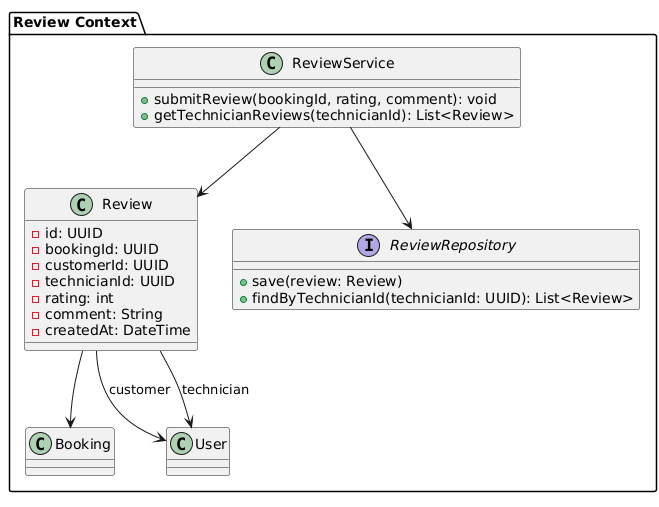 Review Context
C ReviewService
submitReview(bookingId, rating, comment): void
getTechnicianReviews(technicianId): List<Review>
C Review
id: UUID
bookingId: UUID
customerId: UUID
technicianId: UUID
rating: int
comment: String
createdAt: DateTime
I ReviewRepository
save(review: Review)
findByTechnicianId(technicianId: UUID): List<Review>
customer
technician
C Booking
C User